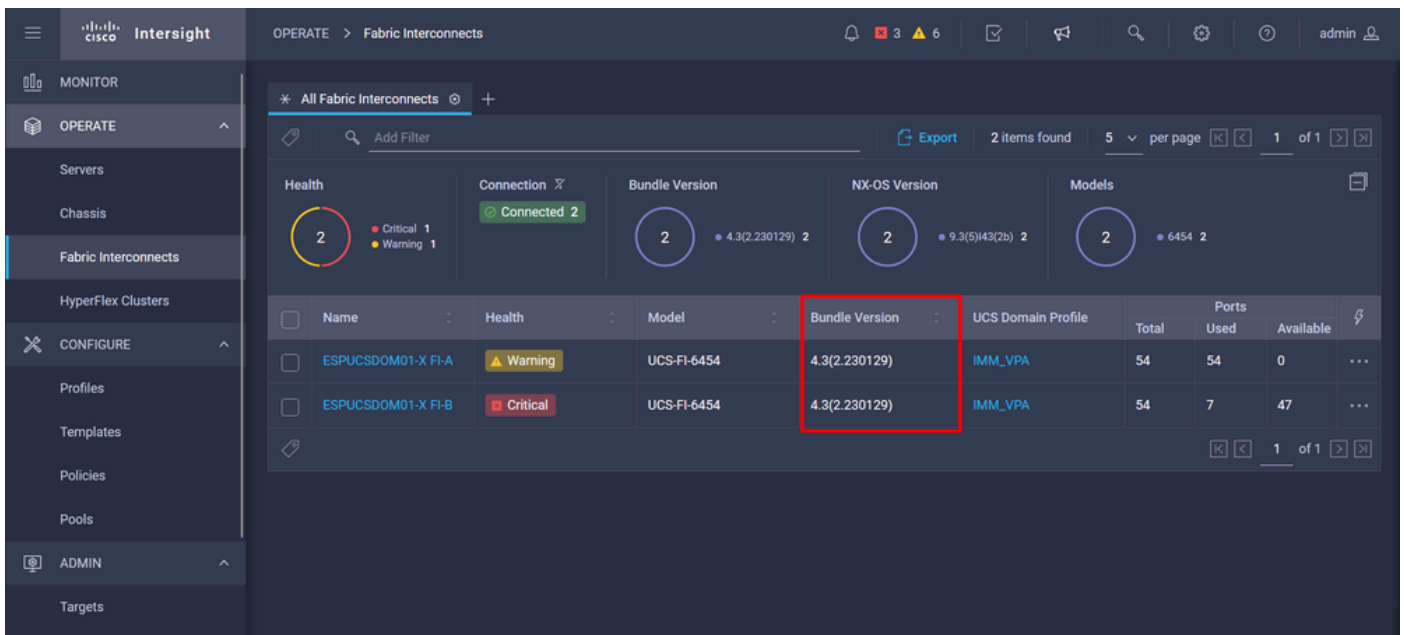 cisco Intersight
OPERATE > Fabric Interconnects
3 6
admin
MONITOR
OPERATE
Servers
Chassis
Fabric Interconnects
HyperFlex Clusters
CONFIGURE
Profiles
Templates
Policies
Pools
ADMIN
Targets
All Fabric Interconnects
Add Filter
Export 2 items found 5 per page 1 of 1
Health
2
Critical 1
Warning 1
Connection
Connected 2
Bundle Version
2
4.3(2.230129) 2
NX-OS Version
2
9.3(5)I43(2b) 2
Models
2
6454 2
Name Health Model Bundle Version UCS Domain Profile Ports
Total Used Available
ESPUCSDOM01-X FI-A Warning UCS-FI-6454 4.3(2.230129) IMM_VPA 54 54 0
ESPUCSDOM01-X FI-B Critical UCS-FI-6454 4.3(2.230129) IMM_VPA 54 7 47
1 of 1